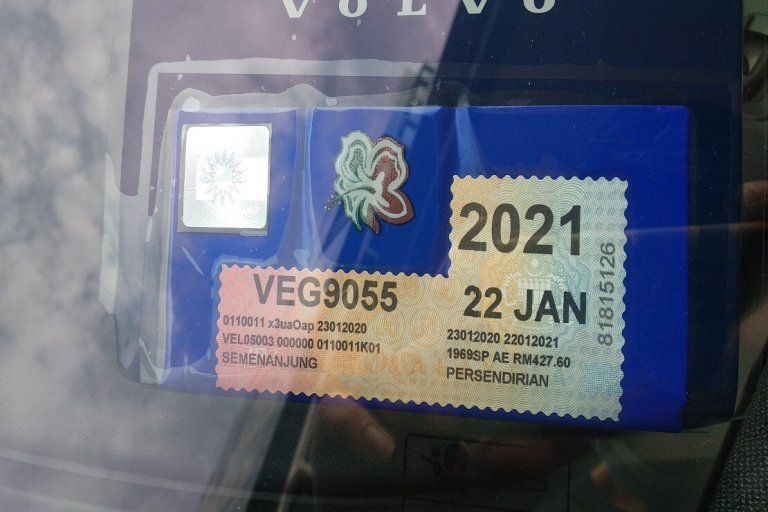 VOLVO
2021
22 JAN
81815126
VEG9055
0110011 x3uaOap 23012020
VEL05003 000000 0110011K01
SEMENANJUNG
23012020 22012021
1969SP AE RM427.60
PERSENDIRIAN